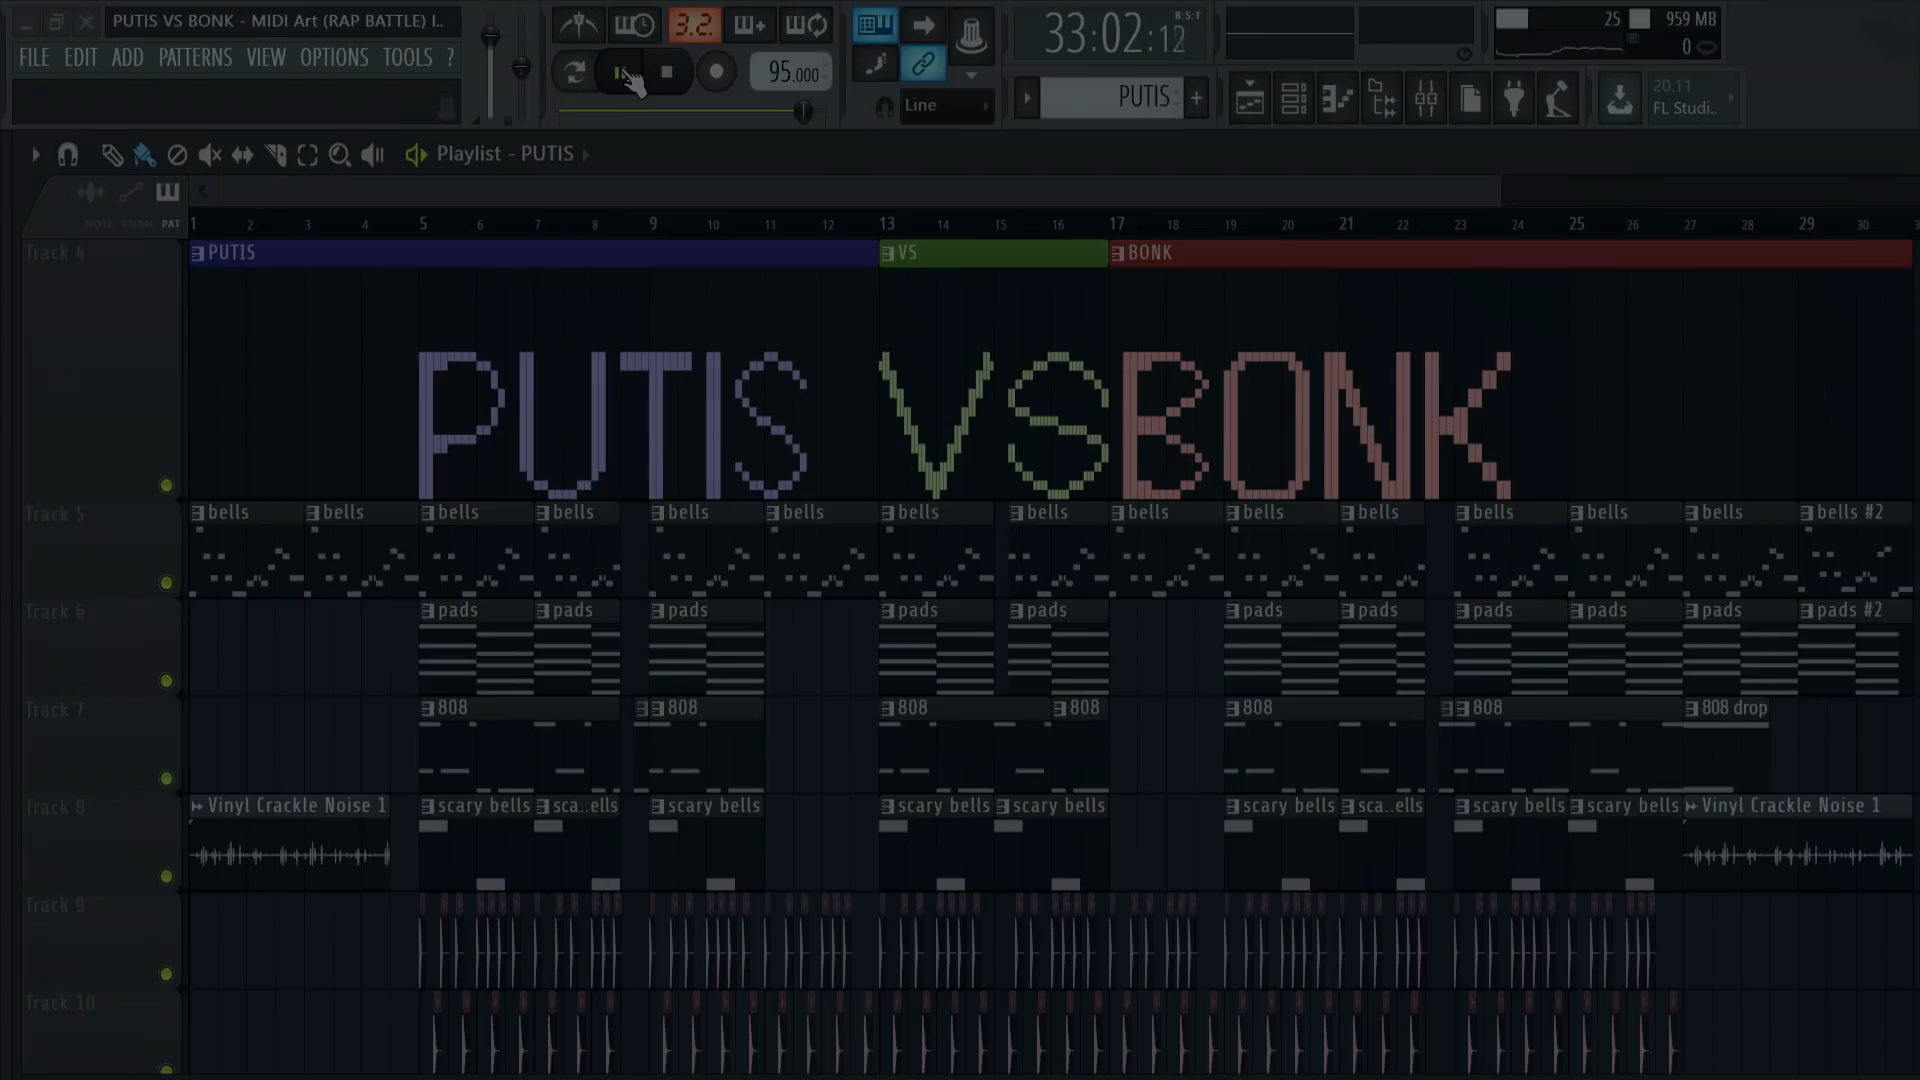 PUTIS VS BONK - MIDI Art (RAP BATTLE) I..
3.2.
33:02:12
B:S:T
25
959 MB
0
FILE EDIT ADD PATTERNS VIEW OPTIONS TOOLS ?
95.000
Line
PUTIS
20.11
FL Studi..
Playlist - PUTIS
NOTE CHAN PAT
1 2 3 4 5 6 7 8 9 10 11 12 13 14 15 16 17 18 19 20 21 22 23 24 25 26 27 28 29 30
Track 4
PUTIS
VS
BONK
PUTIS VS BONK
Track 5
bells bells bells bells bells bells bells bells bells bells bells bells bells bells bells #2
Track 6
pads pads pads pads pads pads pads pads pads pads pads #2
Track 7
808 808 808 808 808 808 808 drop
Track 8
Vinyl Crackle Noise 1 scary bells sca..ells scary bells scary bells scary bells scary bells sca..ells scary bells scary bells Vinyl Crackle Noise 1
Track 9
Track 10